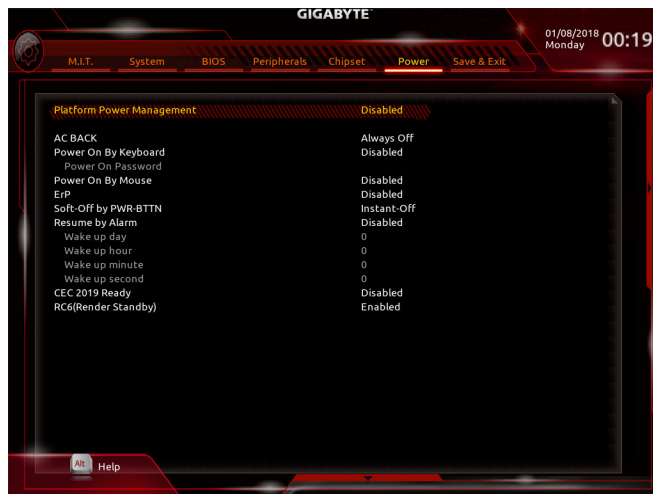 GIGABYTE™
01/08/2018 Monday 00:19
M.I.T. System BIOS Peripherals Chipset Power Save & Exit
Platform Power Management Disabled
AC BACK Always Off
Power On By Keyboard Disabled
Power On Password
Power On By Mouse Disabled
ErP Disabled
Soft-Off by PWR-BTTN Instant-Off
Resume by Alarm Disabled
Wake up day 0
Wake up hour 0
Wake up minute 0
Wake up second 0
CEC 2019 Ready Disabled
RC6(Render Standby) Enabled
Alt Help